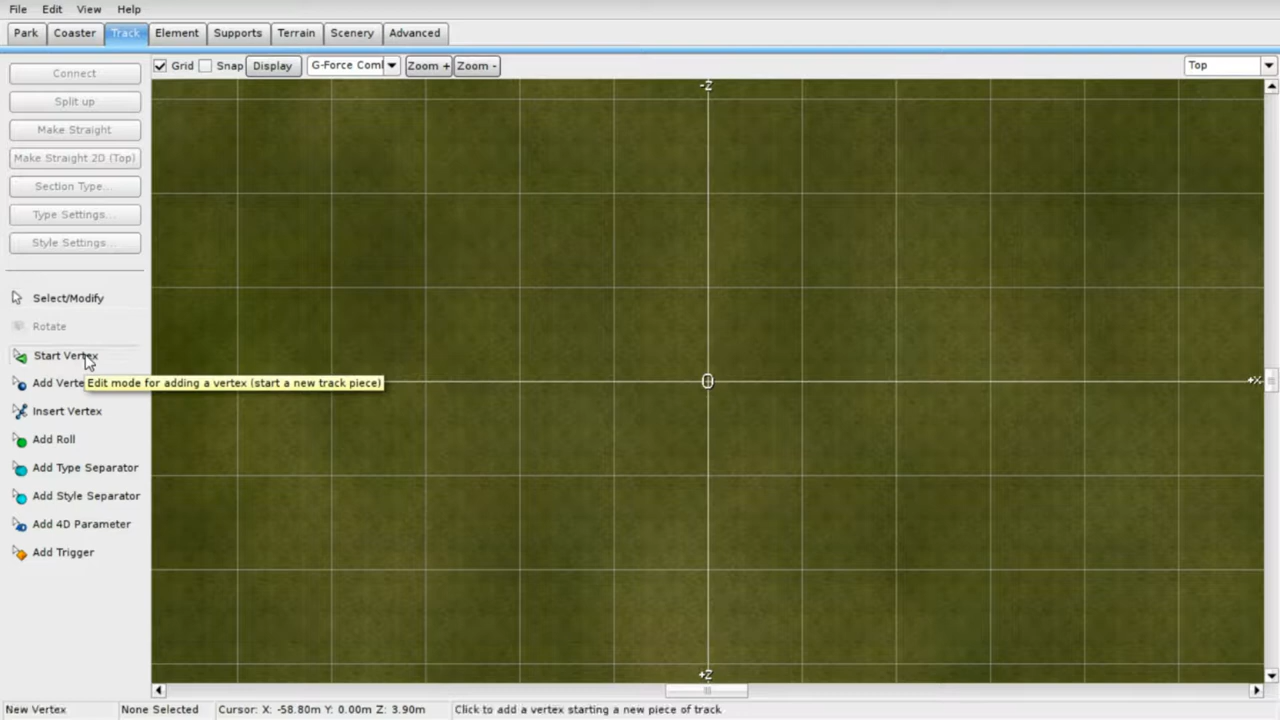 File Edit View Help
Park Coaster Track Element Supports Terrain Scenery Advanced
Connect
Split up
Make Straight
Make Straight 2D (Top)
Section Type...
Type Settings...
Style Settings...
Select/Modify
Rotate
Start Vertex
Add Verte
Insert Vertex
Add Roll
Add Type Separator
Add Style Separator
Add 4D Parameter
Add Trigger
Grid Snap Display G-Force Coml Zoom + Zoom - Top
-Z
Edit mode for adding a vertex (start a new track piece)
0
+X
+Z
New Vertex None Selected Cursor: X: -58.80m Y: 0.00m Z: 3.90m Click to add a vertex starting a new piece of track